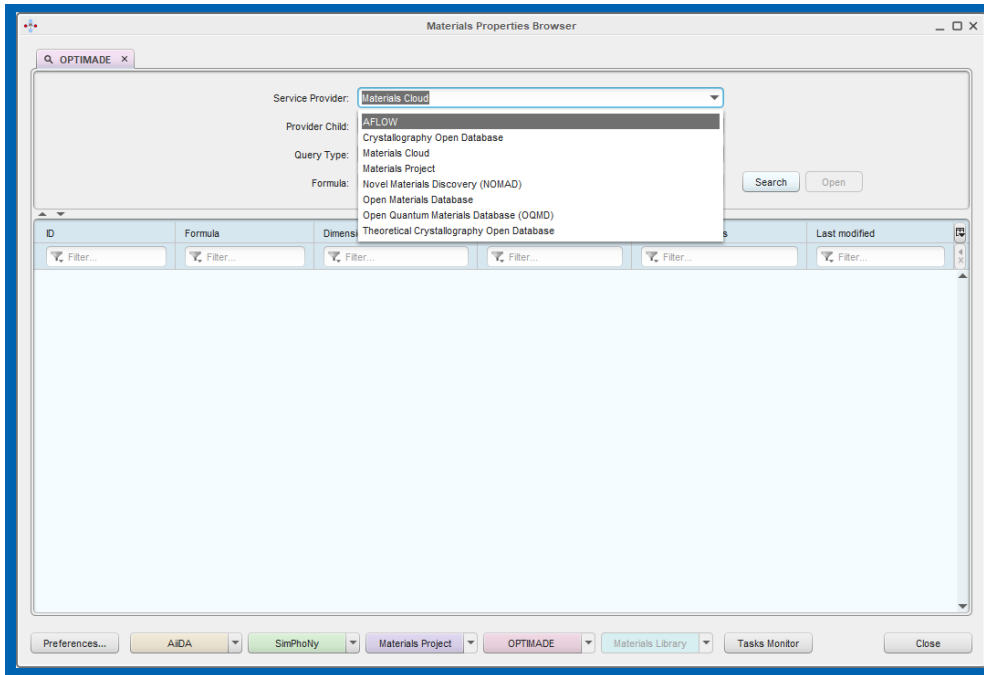 Materials Properties Browser
OPTIMADE
Service Provider: Materials Cloud
Provider Child:
Query Type:
Formula:
AFLOW
Crystallography Open Database
Materials Cloud
Materials Project
Novel Materials Discovery (NOMAD)
Open Materials Database
Open Quantum Materials Database (OQMD)
Theoretical Crystallography Open Database
Search Open
ID Formula Dimensi s Last modified
Filter... Filter... Filter... Filter... Filter... Filter...
Preferences... AiiDA SimPhoNy Materials Project OPTIMADE Materials Library Tasks Monitor Close